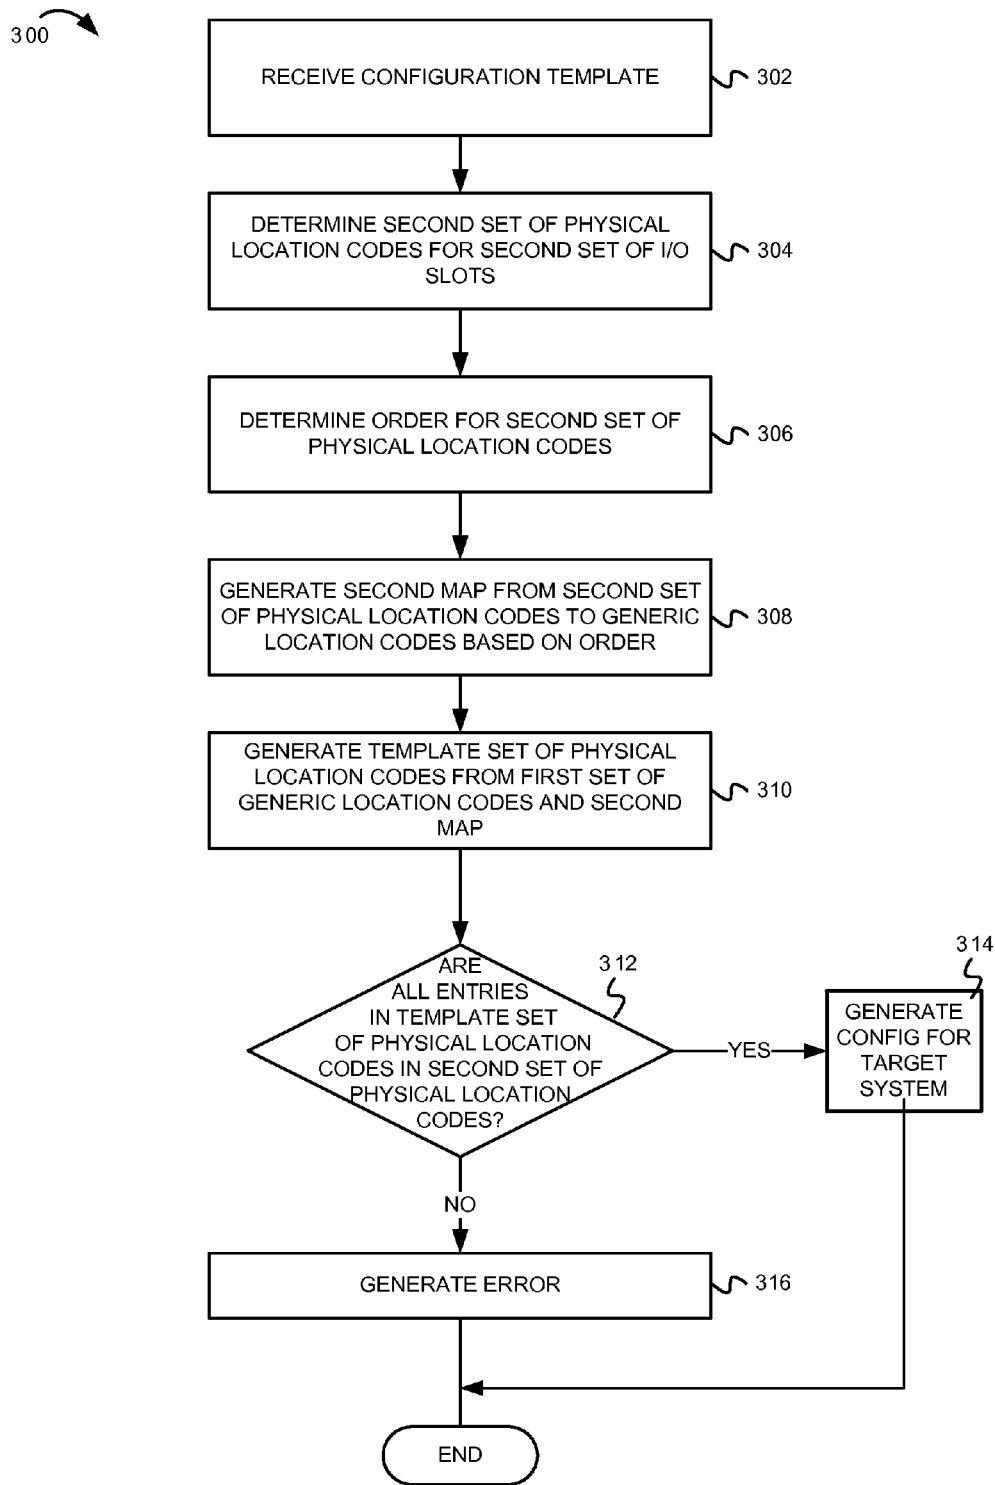 300
RECEIVE CONFIGURATION TEMPLATE
302
DETERMINE SECOND SET OF PHYSICAL
LOCATION CODES FOR SECOND SET OF I/O
SLOTS
304
DETERMINE ORDER FOR SECOND SET OF
PHYSICAL LOCATION CODES
306
GENERATE SECOND MAP FROM SECOND SET
OF PHYSICAL LOCATION CODES TO GENERIC
LOCATION CODES BASED ON ORDER
308
GENERATE TEMPLATE SET OF PHYSICAL
LOCATION CODES FROM FIRST SET OF
GENERIC LOCATION CODES AND SECOND
MAP
310
ARE
ALL ENTRIES
IN TEMPLATE SET
OF PHYSICAL LOCATION
CODES IN SECOND SET OF
PHYSICAL LOCATION
CODES?
312
YES
314
GENERATE
CONFIG FOR
TARGET
SYSTEM
NO
GENERATE ERROR
316
END